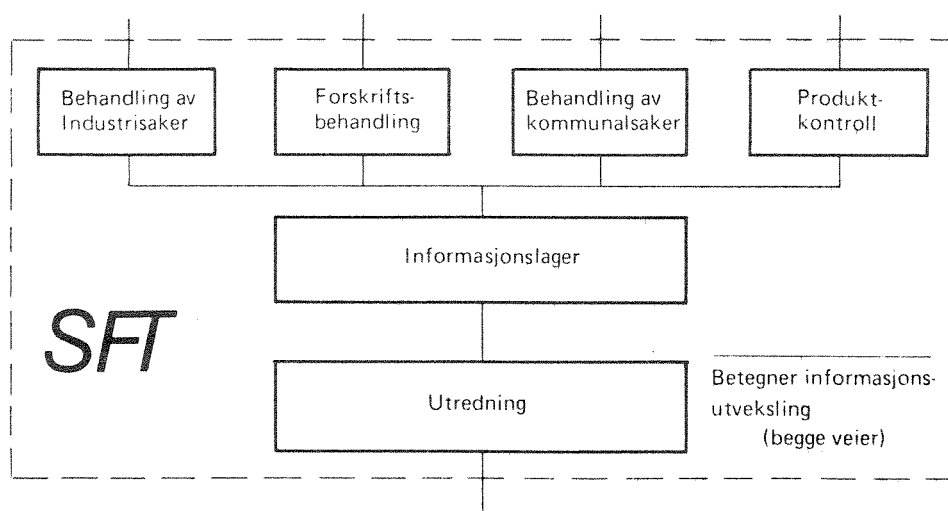 Behandling av
Industrisaker
Forskrifts-
behandling
Behandling av
kommunalsaker
Produkt-
kontroll
Informasjonslager
SFT
Utredning
Betegner informasjons-
utveksling
(begge veier)